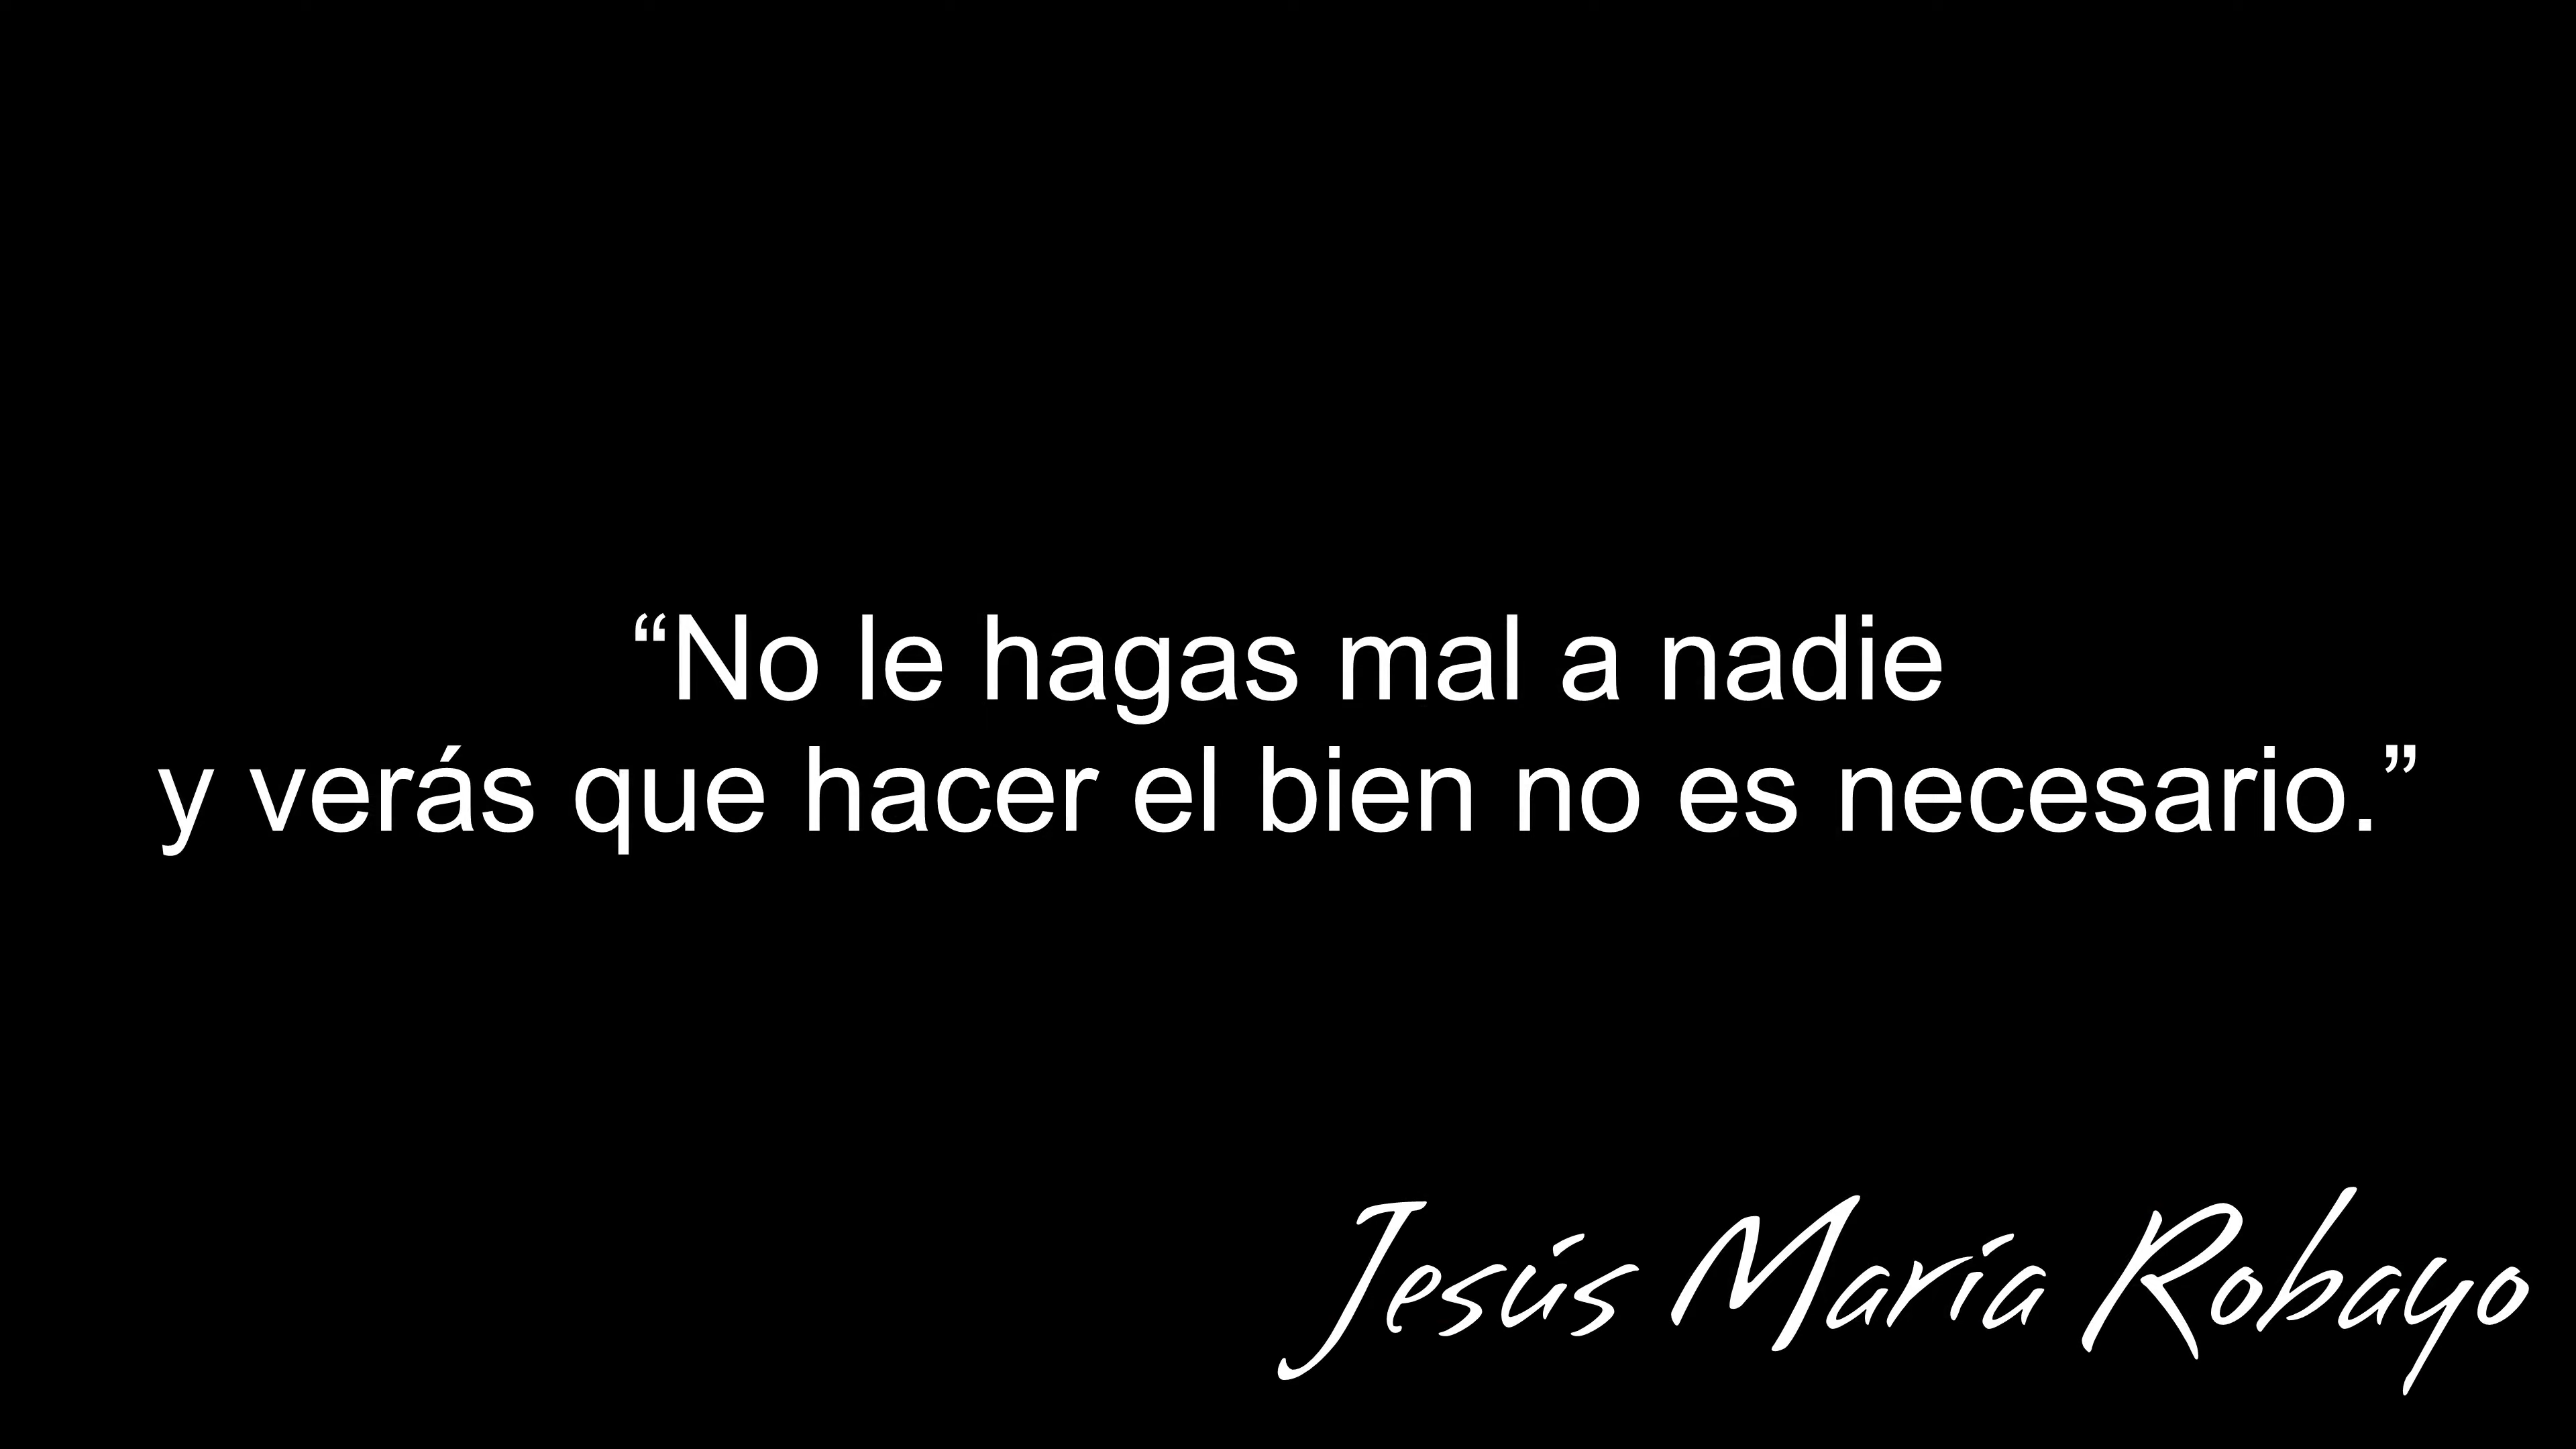 “No le hagas mal a nadie
y verás que hacer el bien no es necesario.”
Jesús María Robayo